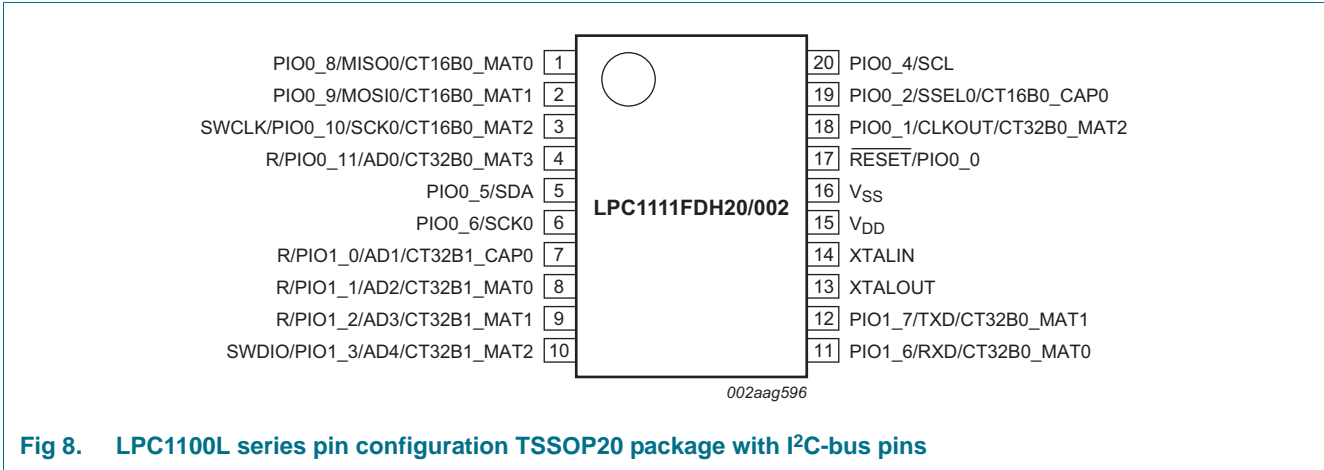 PIO0_8/MISO0/CT16B0_MAT0 1
PIO0_9/MOSI0/CT16B0_MAT1 2
SWCLK/PIO0_10/SCK0/CT16B0_MAT2 3
R/PIO0_11/AD0/CT32B0_MAT3 4
PIO0_5/SDA 5
PIO0_6/SCK0 6
R/PIO1_0/AD1/CT32B1_CAP0 7
R/PIO1_1/AD2/CT32B1_MAT0 8
R/PIO1_2/AD3/CT32B1_MAT1 9
SWDIO/PIO1_3/AD4/CT32B1_MAT2 10
LPC1111FDH20/002
20 PIO0_4/SCL
19 PIO0_2/SSEL0/CT16B0_CAP0
18 PIO0_1/CLKOUT/CT32B0_MAT2
17 RESET/PIO0_0
16 VSS
15 VDD
14 XTALIN
13 XTALOUT
12 PIO1_7/TXD/CT32B0_MAT1
11 PIO1_6/RXD/CT32B0_MAT0
002aag596
Fig 8. LPC1100L series pin configuration TSSOP20 package with I²C-bus pins